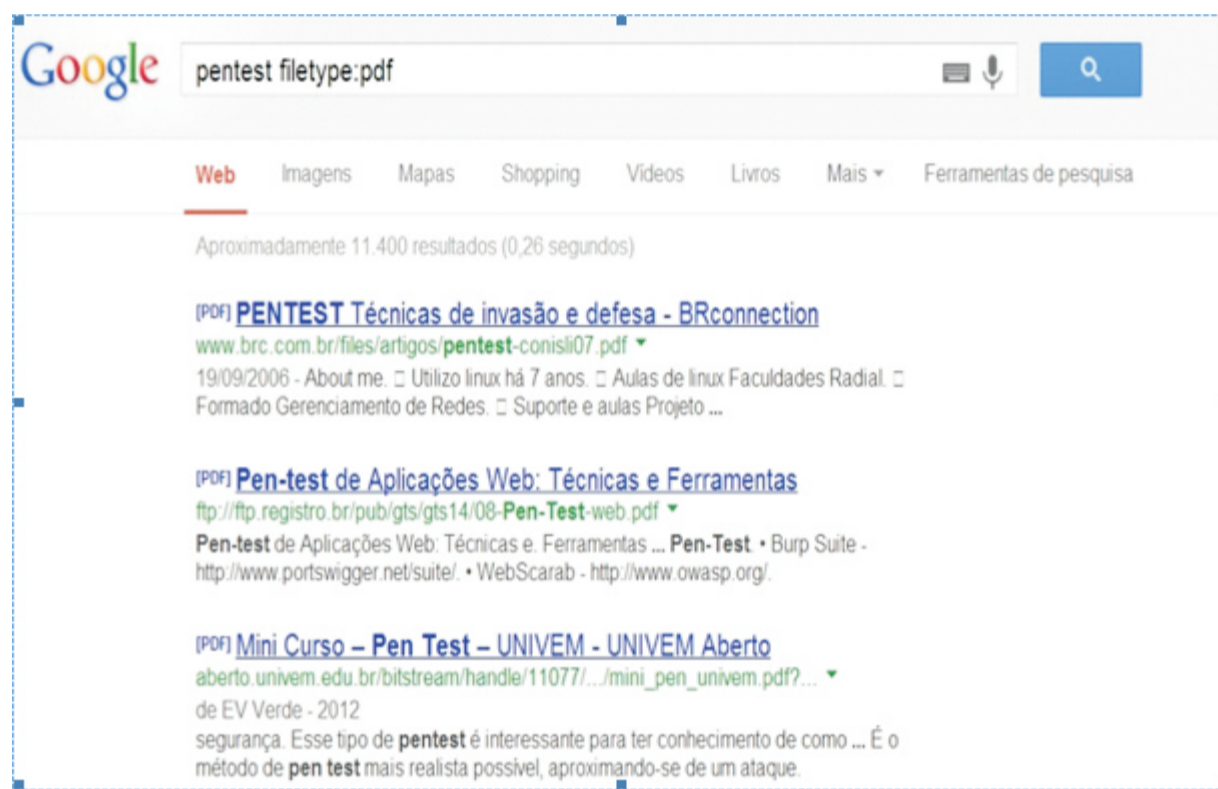 Google pentest filetype:pdf
Web Imagens Mapas Shopping Vídeos Livros Mais Ferramentas de pesquisa
Aproximadamente 11.400 resultados (0,26 segundos)
[PDF] PENTEST Técnicas de invasão e defesa - BRconnection
www.brc.com.br/files/artigos/pentest-conisli07.pdf
19/09/2006 - About me. □ Utilizo linux há 7 anos. □ Aulas de linux Faculdades Radial. □
Formado Gerenciamento de Redes. □ Suporte e aulas Projeto ...
[PDF] Pen-test de Aplicações Web: Técnicas e Ferramentas
ftp://ftp.registro.br/pub/gts/gts14/08-Pen-Test-web.pdf
Pen-test de Aplicações Web: Técnicas e. Ferramentas ... Pen-Test. • Burp Suite -
http://www.portswigger.net/suite/. • WebScarab - http://www.owasp.org/.
[PDF] Mini Curso – Pen Test – UNIVEM - UNIVEM Aberto
aberto.univem.edu.br/bitstream/handle/11077/.../mini_pen_univem.pdf?...
de EV Verde - 2012
segurança. Esse tipo de pentest é interessante para ter conhecimento de como ... É o
método de pen test mais realista possível, aproximando-se de um ataque.